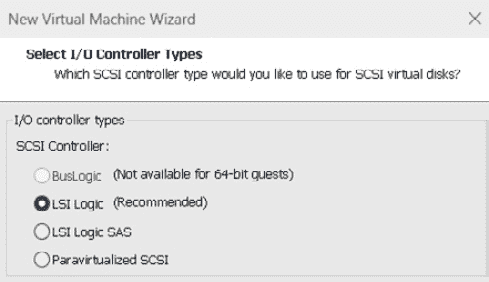 New Virtual Machine Wizard
Select I/O Controller Types
Which SCSI controller type would you like to use for SCSI virtual disks?
I/O controller types
SCSI Controller:
BusLogic (Not available for 64-bit guests)
LSI Logic (Recommended)
LSI Logic SAS
Paravirtualized SCSI